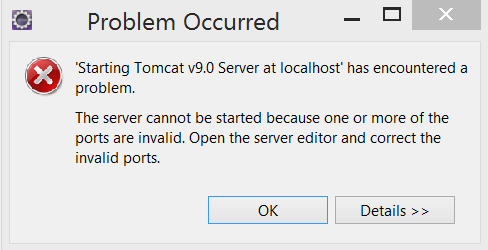 Problem Occurred
'Starting Tomcat v9.0 Server at localhost' has encountered a
problem.
The server cannot be started because one or more of the
ports are invalid. Open the server editor and correct the
invalid ports.
OK
Details >>